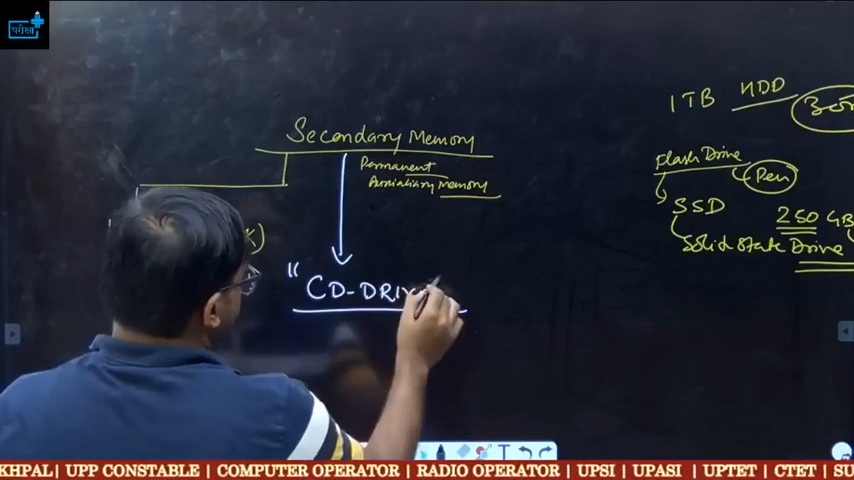 परीक्षा
1TB HDD
Secondary Memory
Permanent
Auxiliary Memory
Flash Drive
Pen
SSD
250 GB
Solid State Drive
K)
" CD-DRIV
KHPAL| UPP CONSTABLE| COMPUTER OPERATOR | RADIO OPERATOR | UPSI | UPASI | UPTET | CTET | SU